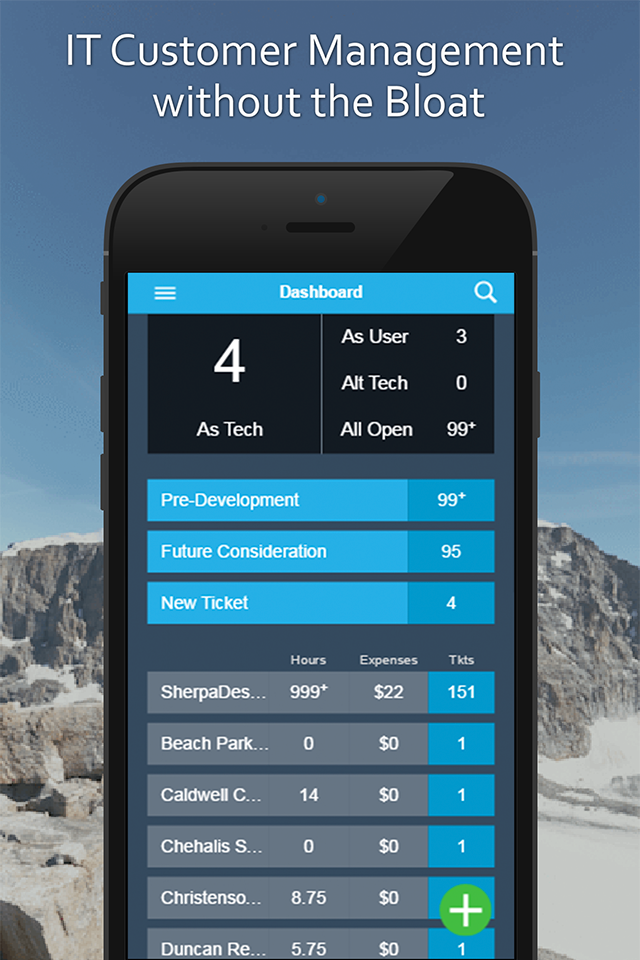 IT Customer Management
without the Bloat
Dashboard
4 As User 3
Alt Tech 0
As Tech All Open 99+
Pre-Development 99+
Future Consideration 95
New Ticket 4
Hours Expenses Tkts
SherpaDes... 999+ $22 151
Beach Park... 0 $0 1
Caldwell C... 14 $0 1
Chehalis S... 0 $0 1
Christenso... 8.75 $0
Duncan Re... 5.75 $0 1